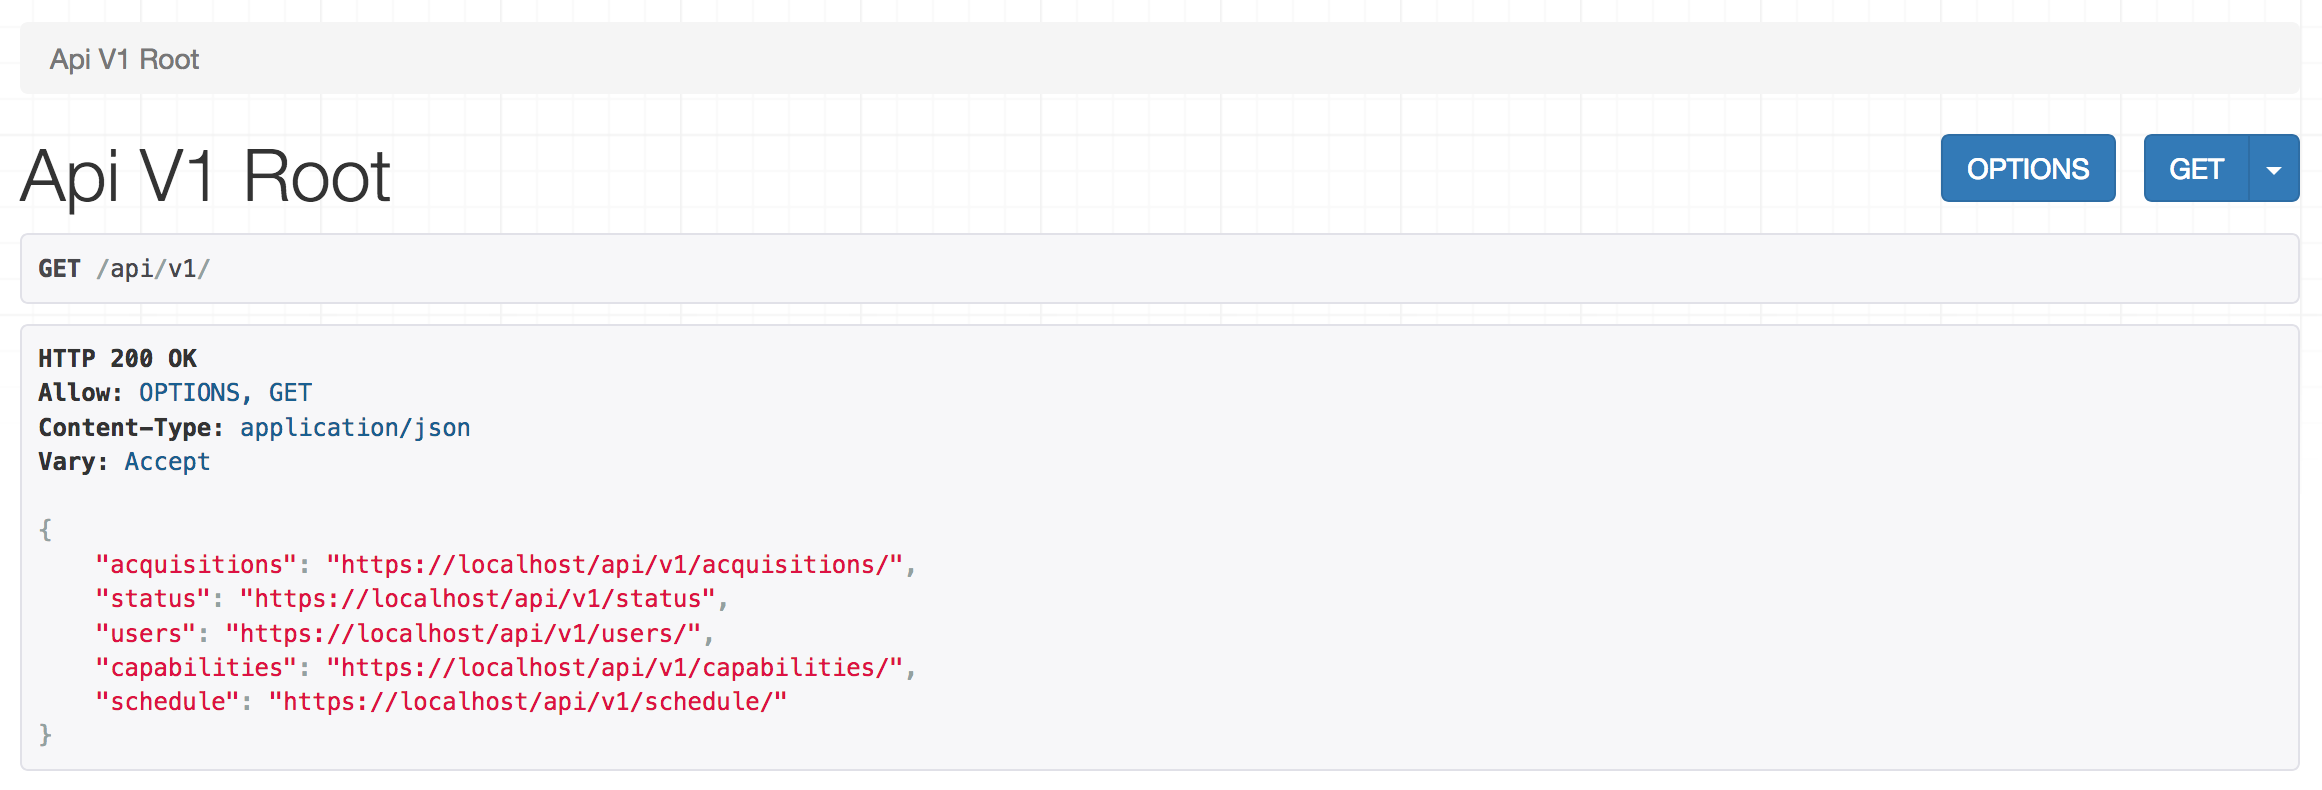 Api V1 Root
Api V1 Root
OPTIONS
GET
GET /api/v1/
HTTP 200 OK
Allow: OPTIONS, GET
Content-Type: application/json
Vary: Accept
{
    "acquisitions": "https://localhost/api/v1/acquisitions/",
    "status": "https://localhost/api/v1/status",
    "users": "https://localhost/api/v1/users/",
    "capabilities": "https://localhost/api/v1/capabilities/",
    "schedule": "https://localhost/api/v1/schedule/"
}